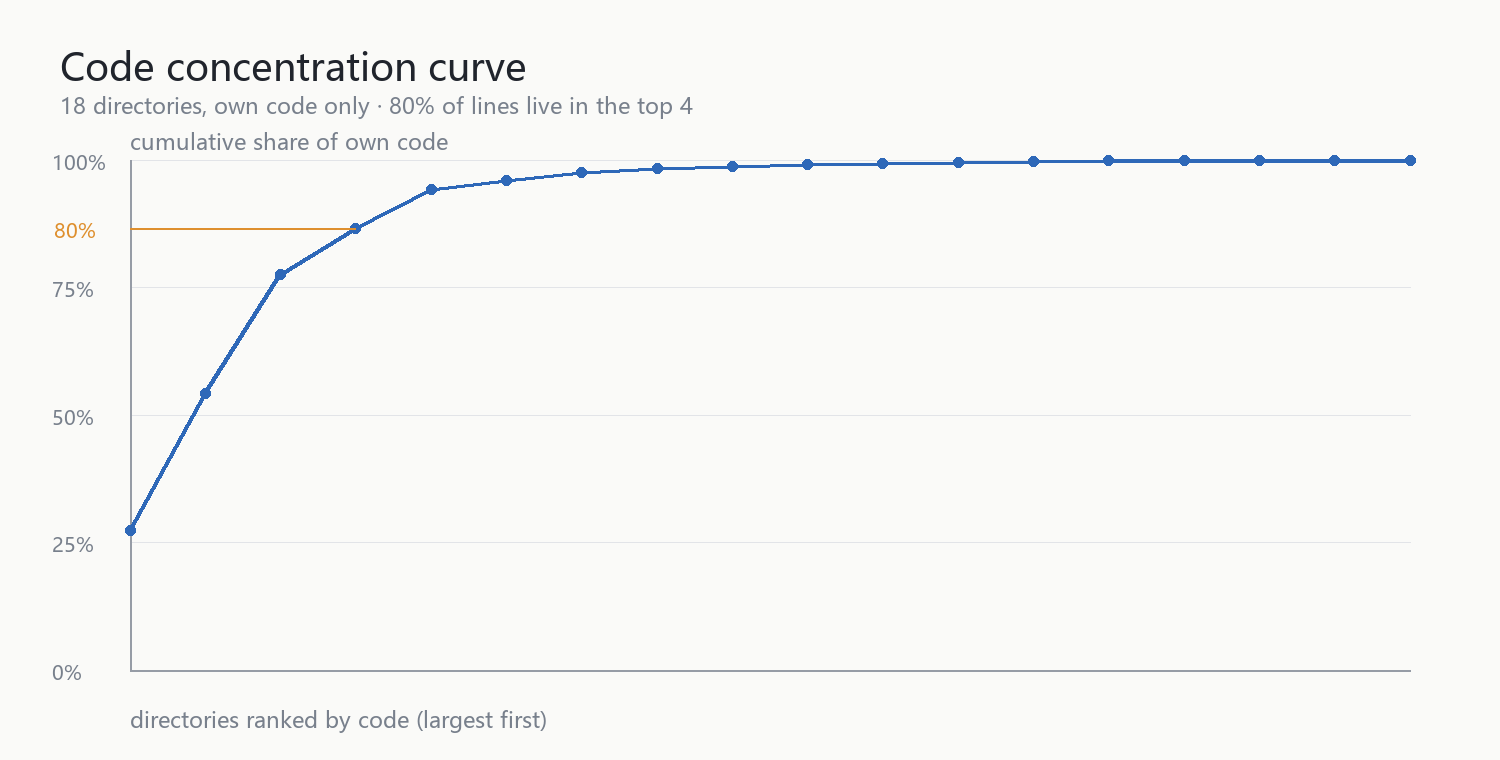 Code concentration curve
18 directories, own code only · 80% of lines live in the top 4
cumulative share of own code
100%
80%
75%
50%
25%
0%
directories ranked by code (largest first)